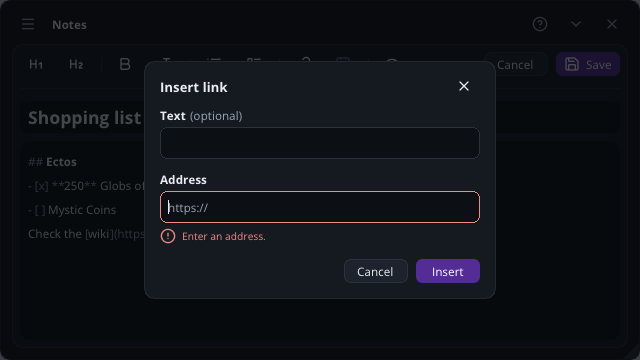 Notes
H1 H2 B Cancel Save
Insert link
Text (optional)
Shopping list
Address
## Ectos
- [x] **250** Globs of
https://
- [ ] Mystic Coins
Check the [wiki](https
Enter an address.
Cancel Insert